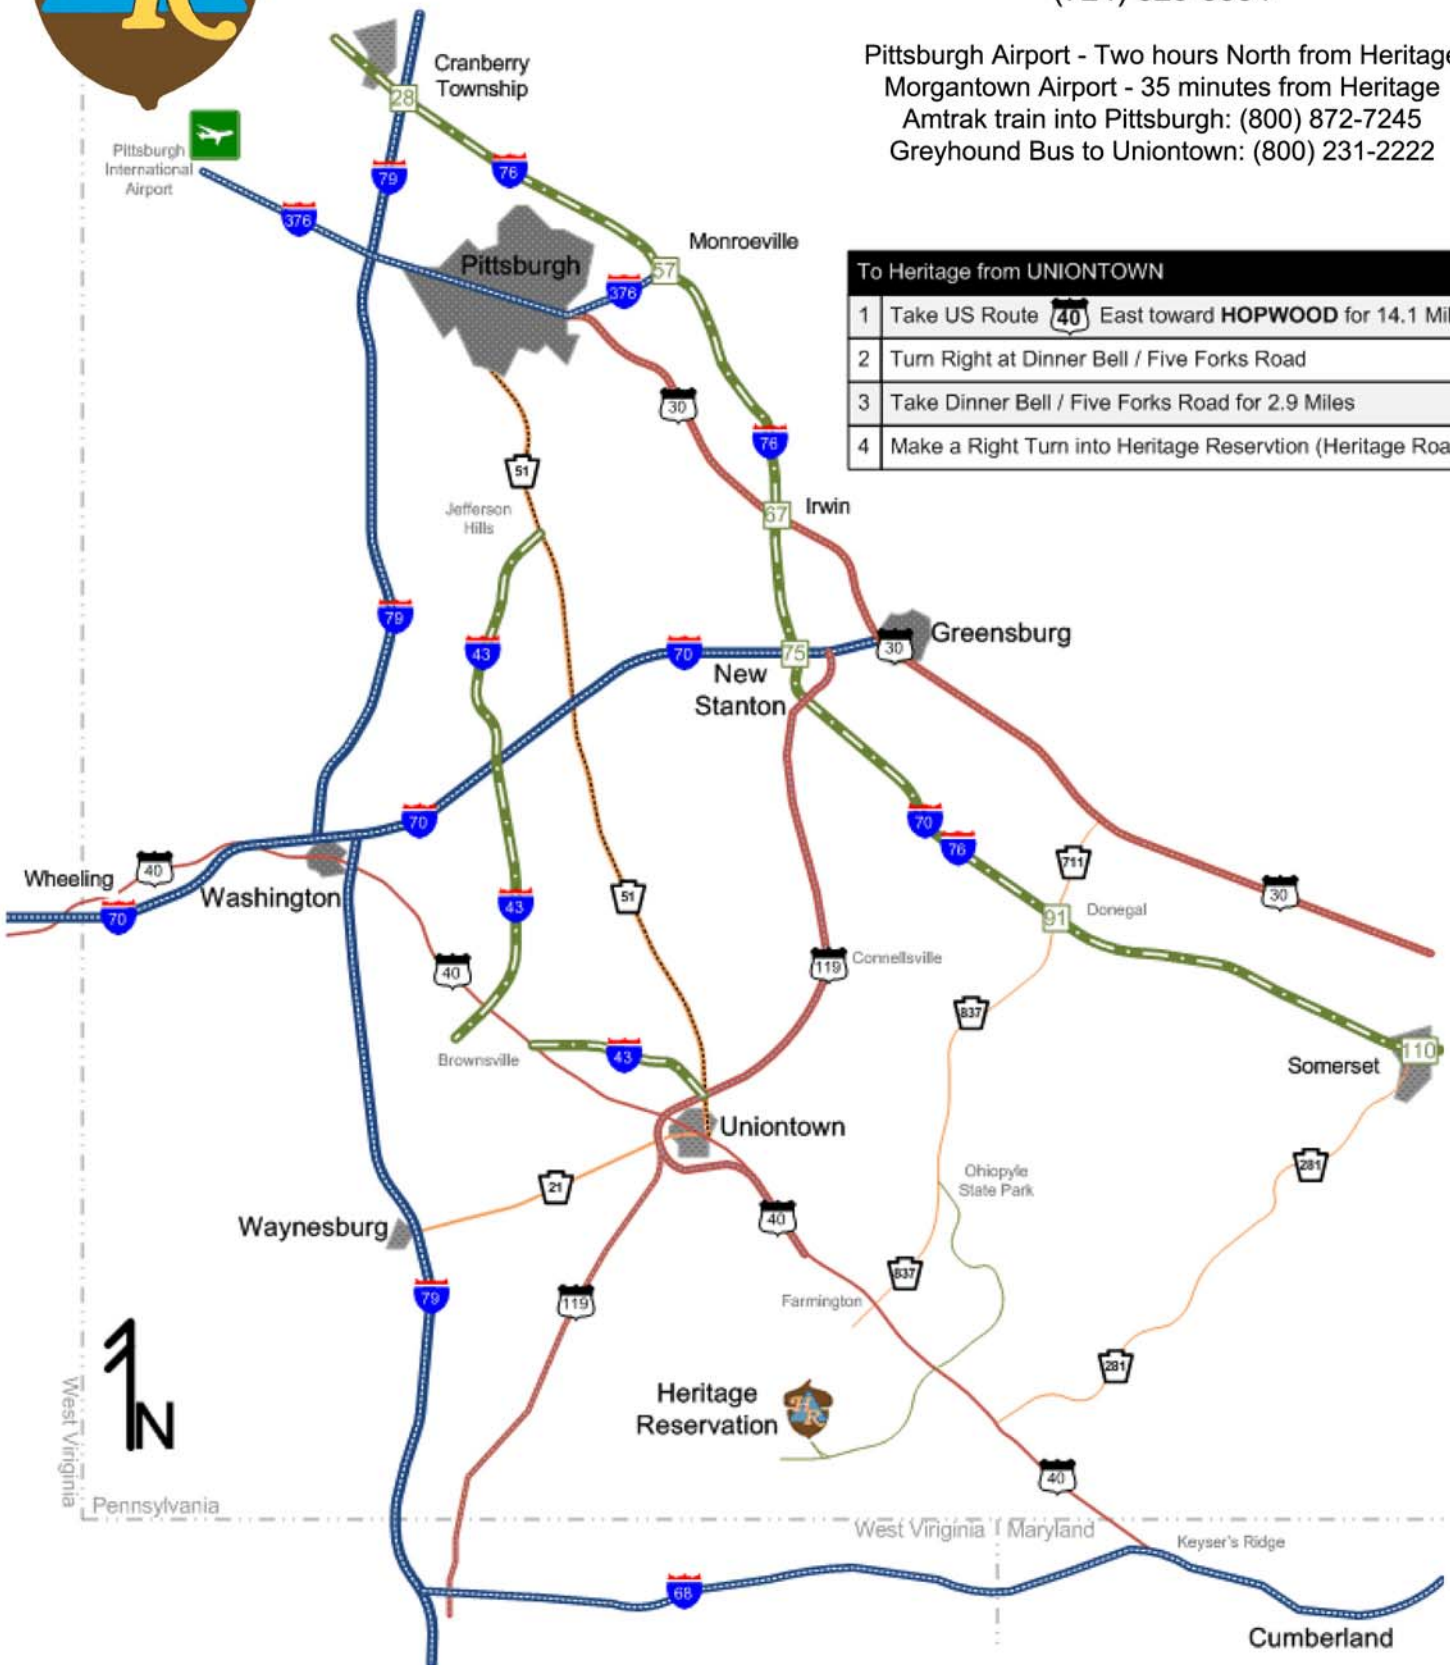 Pittsburgh Airport - Two hours North from Heritage
Morgantown Airport - 35 minutes from Heritage
Amtrak train into Pittsburgh: (800) 872-7245
Greyhound Bus to Uniontown: (800) 231-2222
Cranberry
Township
28
Pittsburgh
International
Airport
79
76
376
Monroeville
Pittsburgh
57
376
To Heritage from UNIONTOWN
1 Take US Route 40 East toward HOPWOOD for 14.1
2 Turn Right at Dinner Bell / Five Forks Road
3 Take Dinner Bell / Five Forks Road for 2.9 Miles
4 Make a Right Turn into Heritage Reservtion (Heritage
30
76
51
Jefferson
Hills
67
Irwin
79
43
70
75
30
Greensburg
New
Stanton
70
70
76
711
Wheeling
40
Washington
70
43
51
30
91
Donegal
40
119
Connellsville
837
Brownsville
43
110
Somerset
Uniontown
21
281
Ohiopyle
State Park
Waynesburg
40
79
119
Farmington
837
281
N
Heritage
Reservation
HR
40
West Viriginia
Pennsylvania
West Viriginia
Maryland
Keyser's Ridge
68
Cumberland